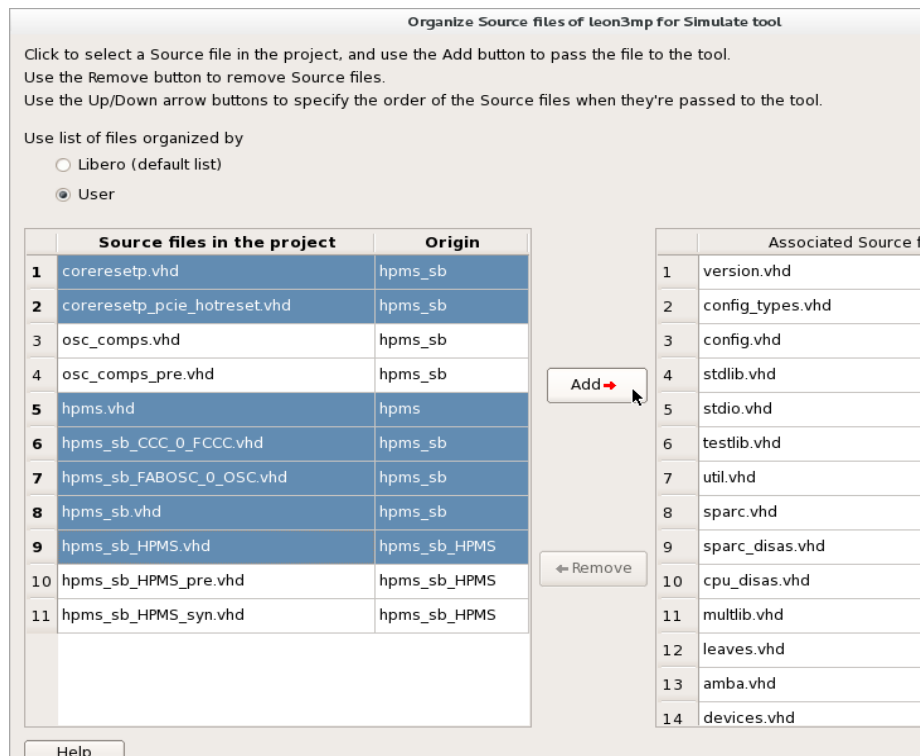 Organize Source files of leon3mp for Simulate tool
Click to select a Source file in the project, and use the Add button to pass the file to the tool.
Use the Remove button to remove Source files.
Use the Up/Down arrow buttons to specify the order of the Source files when they're passed to the tool.
Use list of files organized by
Libero (default list)
User
Source files in the project Origin
1 coreresetp.vhd hpms_sb
2 coreresetp_pcie_hotreset.vhd hpms_sb
3 osc_comps.vhd hpms_sb
4 osc_comps_pre.vhd hpms_sb
5 hpms.vhd hpms
6 hpms_sb_CCC_0_FCCC.vhd hpms_sb
7 hpms_sb_FABOSC_0_OSC.vhd hpms_sb
8 hpms_sb.vhd hpms_sb
9 hpms_sb_HPMS.vhd hpms_sb_HPMS
10 hpms_sb_HPMS_pre.vhd hpms_sb_HPMS
11 hpms_sb_HPMS_syn.vhd hpms_sb_HPMS
Add
Remove
Associated Source f
1 version.vhd
2 config_types.vhd
3 config.vhd
4 stdlib.vhd
5 stdio.vhd
6 testlib.vhd
7 util.vhd
8 sparc.vhd
9 sparc_disas.vhd
10 cpu_disas.vhd
11 multlib.vhd
12 leaves.vhd
13 amba.vhd
14 devices.vhd
Help